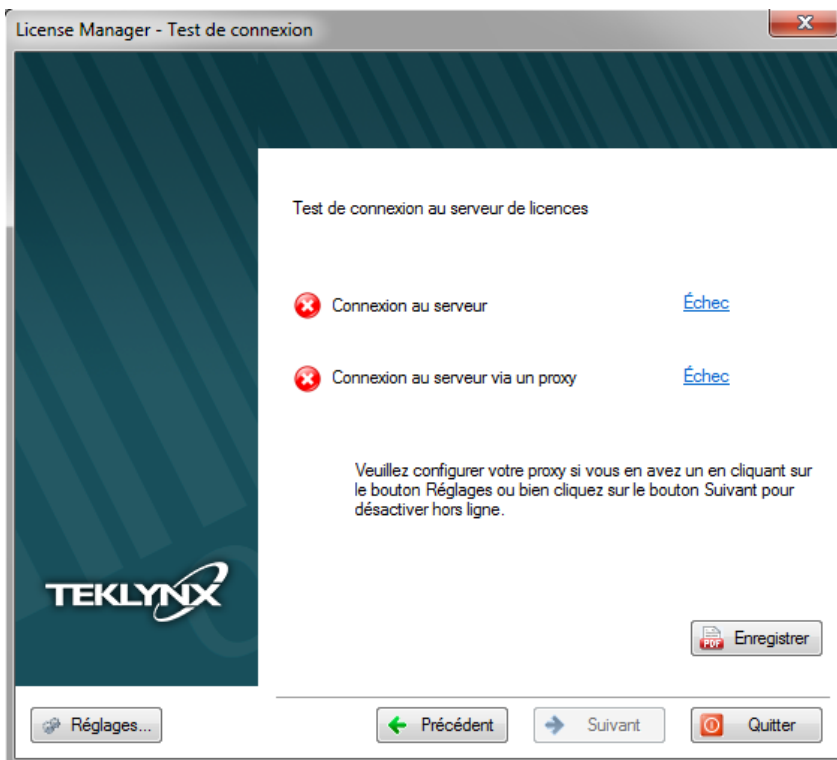 License Manager - Test de connexion
Test de connexion au serveur de licences
Connexion au serveur Échec
Connexion au serveur via un proxy Échec
Veuillez configurer votre proxy si vous en avez un en cliquant sur
le bouton Réglages ou bien cliquez sur le bouton Suivant pour
désactiver hors ligne.
TEKLYNX
PDF Enregistrer
Réglages... Précédent Suivant Quitter